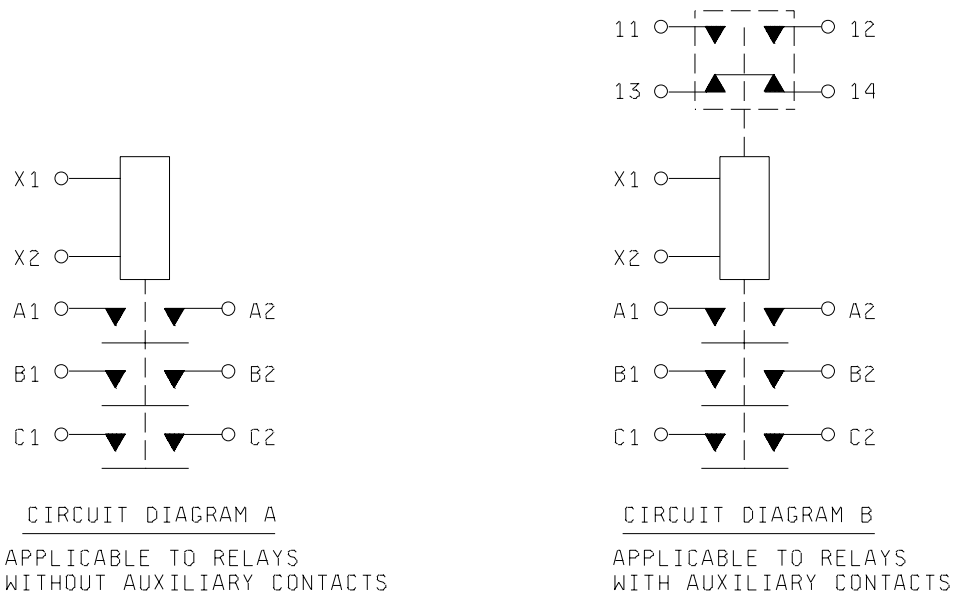 11 12
13 14
X1
X2
A1 A2
B1 B2
C1 C2
CIRCUIT DIAGRAM A
APPLICABLE TO RELAYS
WITHOUT AUXILIARY CONTACTS
X1
X2
A1 A2
B1 B2
C1 C2
CIRCUIT DIAGRAM B
APPLICABLE TO RELAYS
WITH AUXILIARY CONTACTS